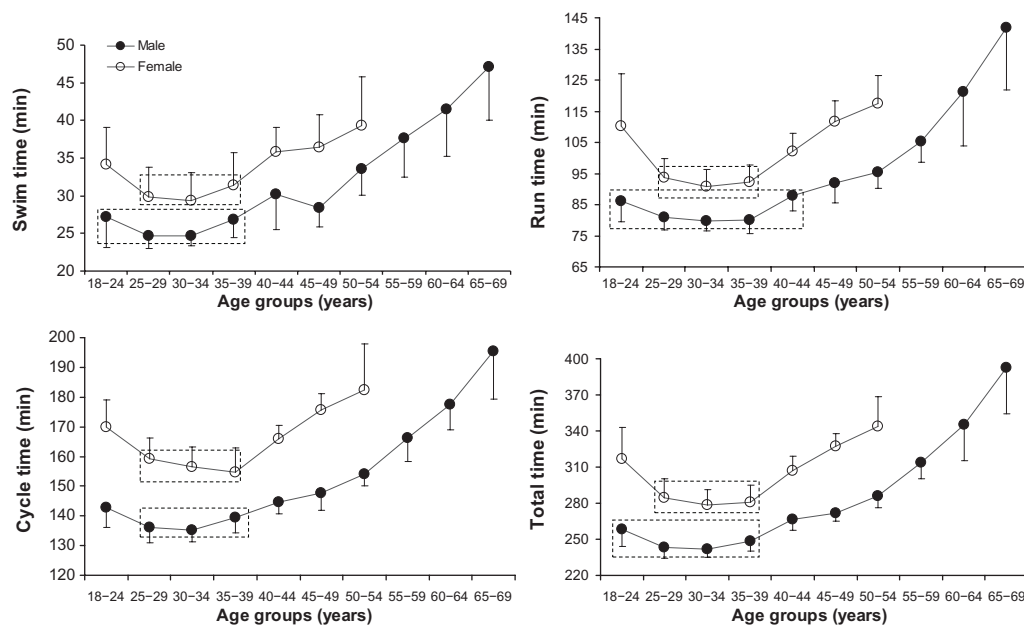 Male
Female
Swim time (min)
50
45
40
35
30
25
20
18–24 25–29 30–34 35–39 40–44 45–49 50–54 55–59 60–64 65–69
Age groups (years)
Run time (min)
145
125
115
105
95
85
75
65
18–24 25–29 30–34 35–39 40–44 45–49 50–54 55–59 60–64 65–69
Age groups (years)
Cycle time (min)
200
190
180
170
160
150
140
130
120
18–24 25–29 30–34 35–39 40–44 45–49 50–54 55–59 60–64 65–69
Age groups (years)
Total time (min)
400
370
340
310
280
250
220
18–24 25–29 30–34 35–39 40–44 45–49 50–54 55–59 60–64 65–69
Age groups (years)